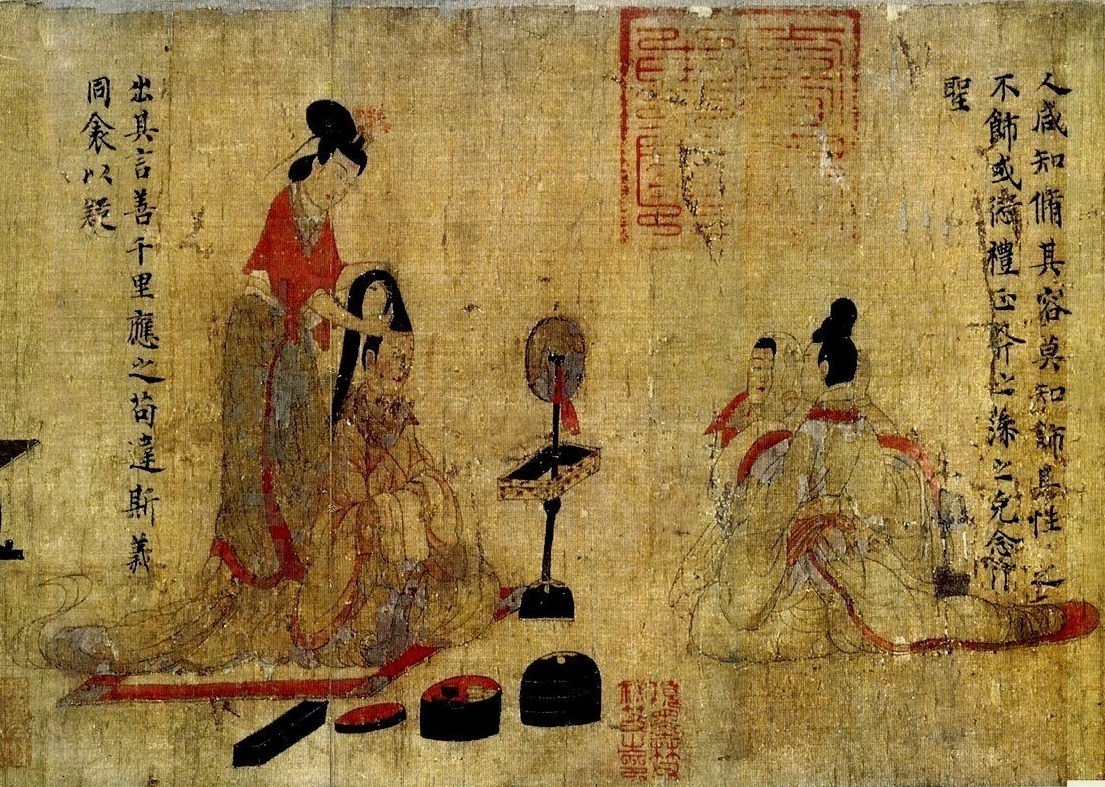 人咸知脩其容莫知飾其性之
不飾或愆禮正斧之藻之克念作
聖
出其言善千里應之苟違斯義
同衾以疑